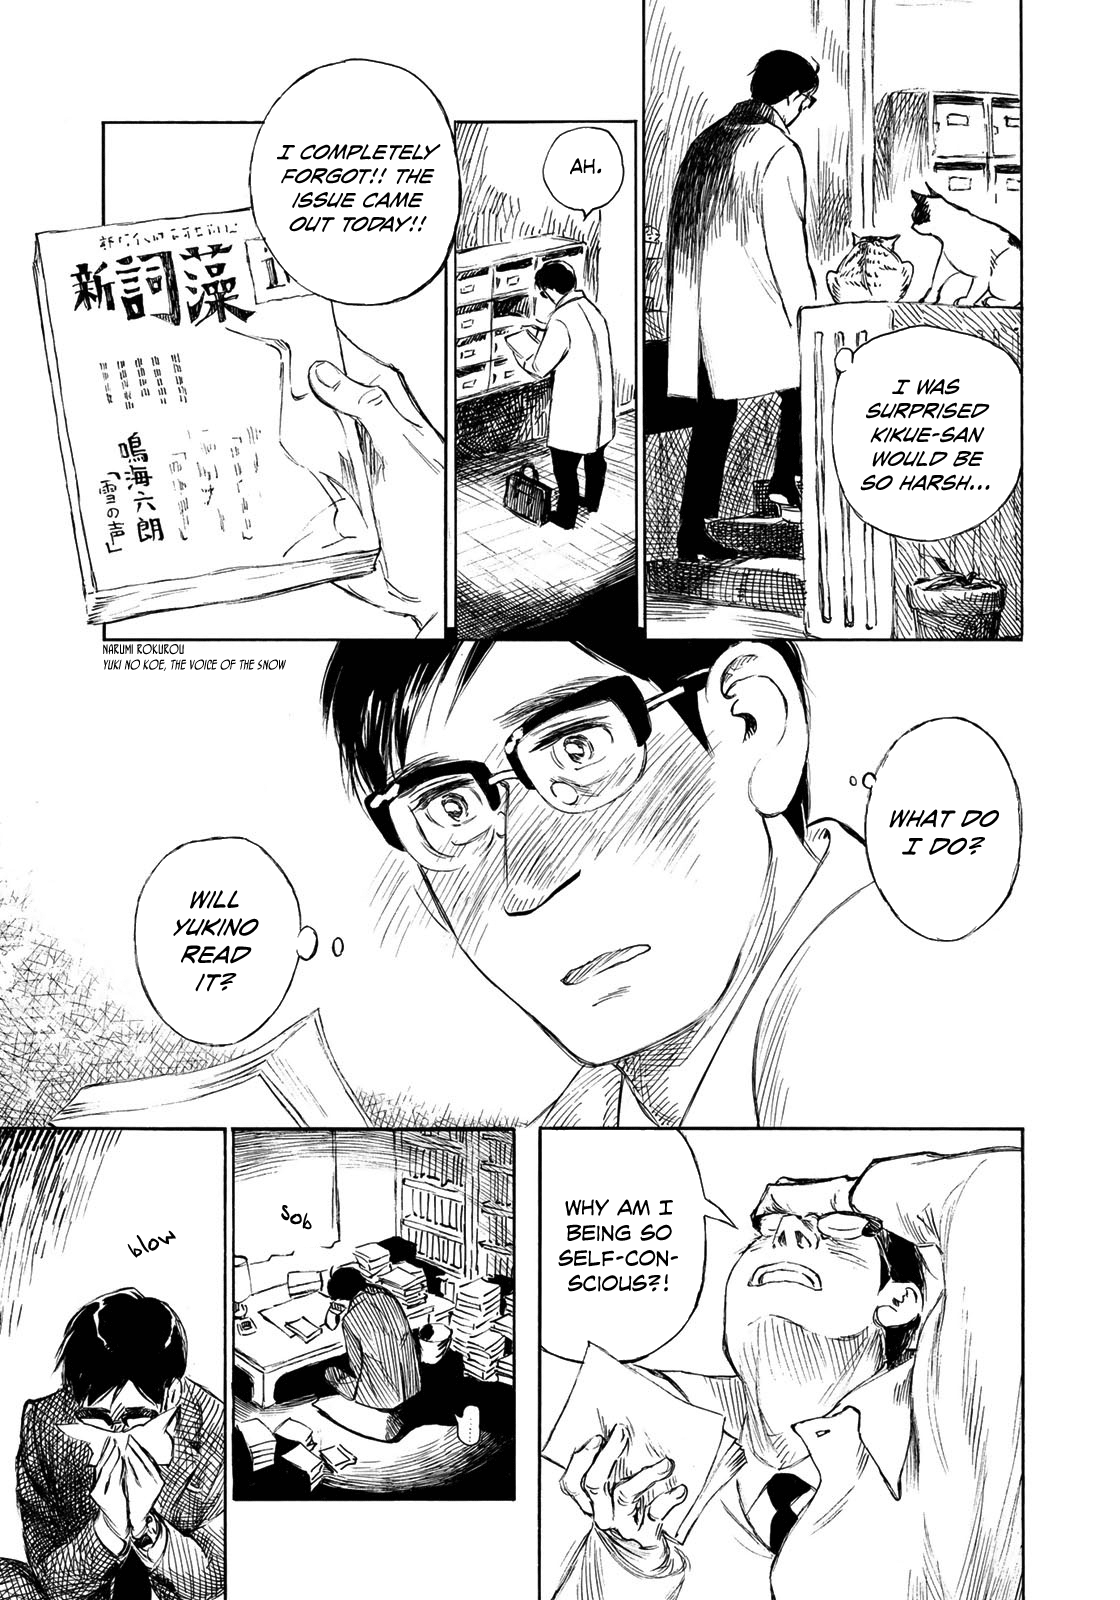 I WAS
SURPRISED
KIKUE-SAN
WOULD BE
SO HARSH...
AH.
I COMPLETELY
FORGOT!! THE
ISSUE CAME
OUT TODAY!!
新詞藻
鳴海六朗
「雪の声」
NARUMI ROKUROU
YUKI NO KOE, THE VOICE OF THE SNOW
WHAT DO
I DO?
WILL
YUKINO
READ
IT?
WHY AM I
BEING SO
SELF-CON-
SCIOUS?!
sob
blow